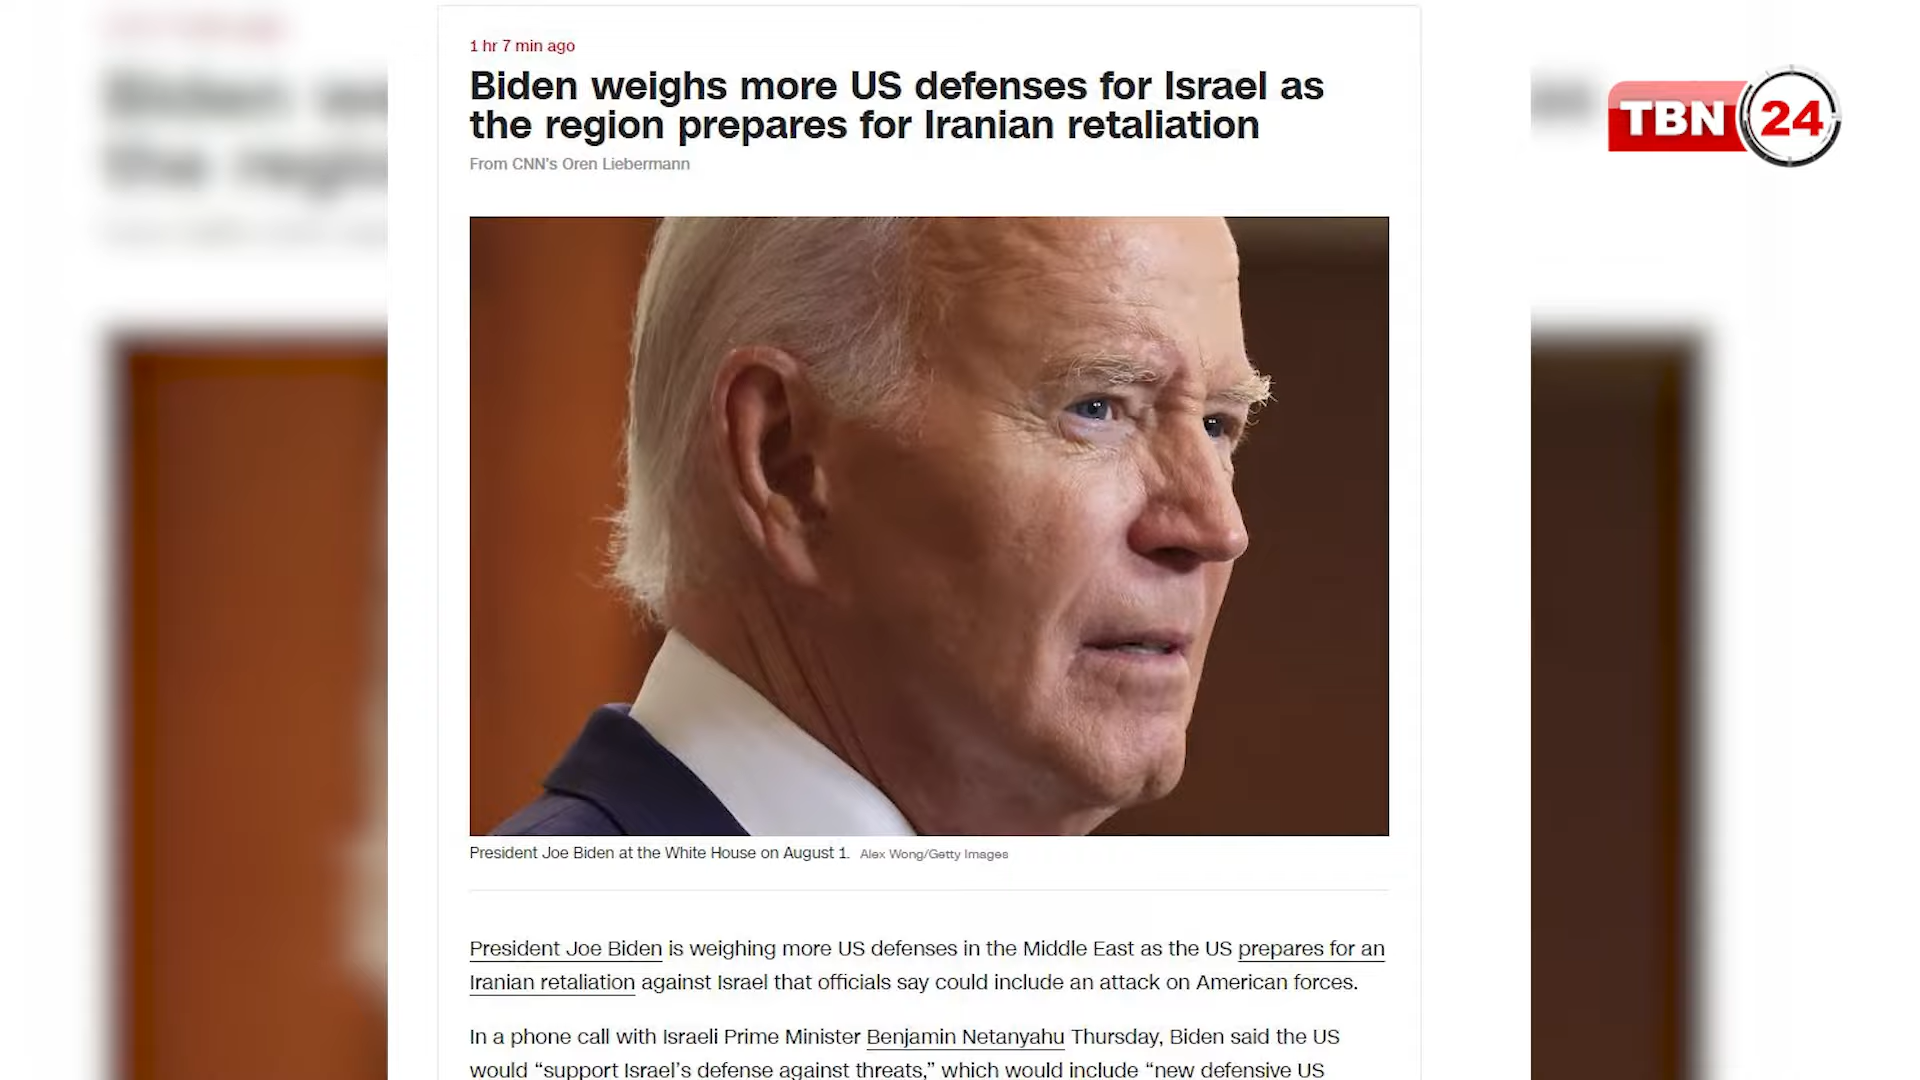 1 hr 7 min ago
Biden weighs more US defenses for Israel as
the region prepares for Iranian retaliation
From CNN's Oren Liebermann
TBN 24
President Joe Biden at the White House on August 1. Alex Wong/Getty Images
President Joe Biden is weighing more US defenses in the Middle East as the US prepares for an
Iranian retaliation against Israel that officials say could include an attack on American forces.
In a phone call with Israeli Prime Minister Benjamin Netanyahu Thursday, Biden said the US
would “support Israel’s defense against threats,” which would include “new defensive US